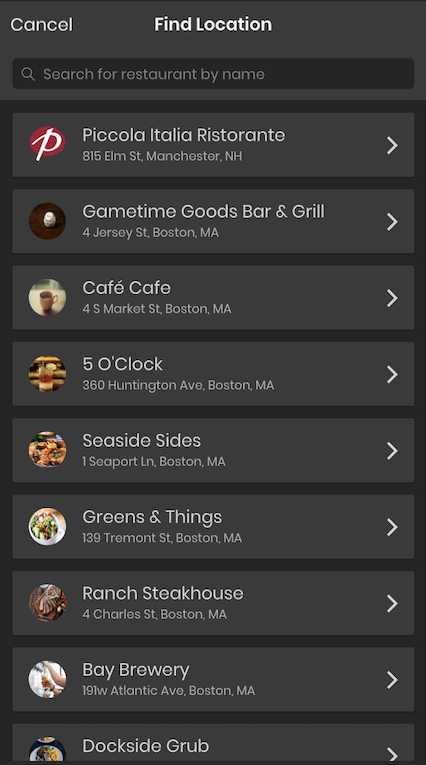 Cancel
Find Location
Search for restaurant by name
Piccola Italia Ristorante
815 Elm St, Manchester, NH
Gametime Goods Bar & Grill
4 Jersey St, Boston, MA
Café Cafe
4 S Market St, Boston, MA
5 O'Clock
360 Huntington Ave, Boston, MA
Seaside Sides
1 Seaport Ln, Boston, MA
Greens & Things
139 Tremont St, Boston, MA
Ranch Steakhouse
4 Charles St, Boston, MA
Bay Brewery
191w Atlantic Ave, Boston, MA
Dockside Grub